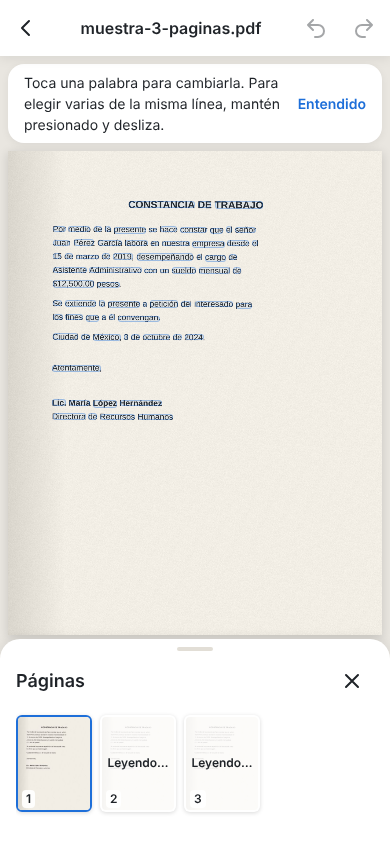 muestra-3-paginas.pdf
Toca una palabra para cambiarla. Para
elegir varias de la misma línea, mantén
presionado y desliza.
Entendido
CONSTANCIA DE TRABAJO
Por medio de la presente se hace constar que el señor
Juan Pérez García labora en nuestra empresa desde el
15 de marzo de 2019, desempeñando el cargo de
Asistente Administrativo con un sueldo mensual de
$12,500.00 pesos.
Se extiende la presente a petición del interesado para
los fines que a él convengan.
Ciudad de México, 3 de octubre de 2024.
Atentamente,
Lic. María López Hernández
Directora de Recursos Humanos
Páginas
1
Leyendo...
2
Leyendo...
3